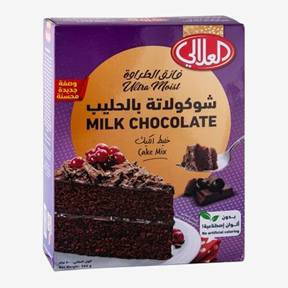 العلالي
وصفة
جديدة
محسنة
فائق الطراوة
Ultra Moist
شوكولاتة بالحليب
MILK CHOCOLATE
خليط الكيك
Cake Mix
بدون
ألوان إصطناعية!
No artificial coloring